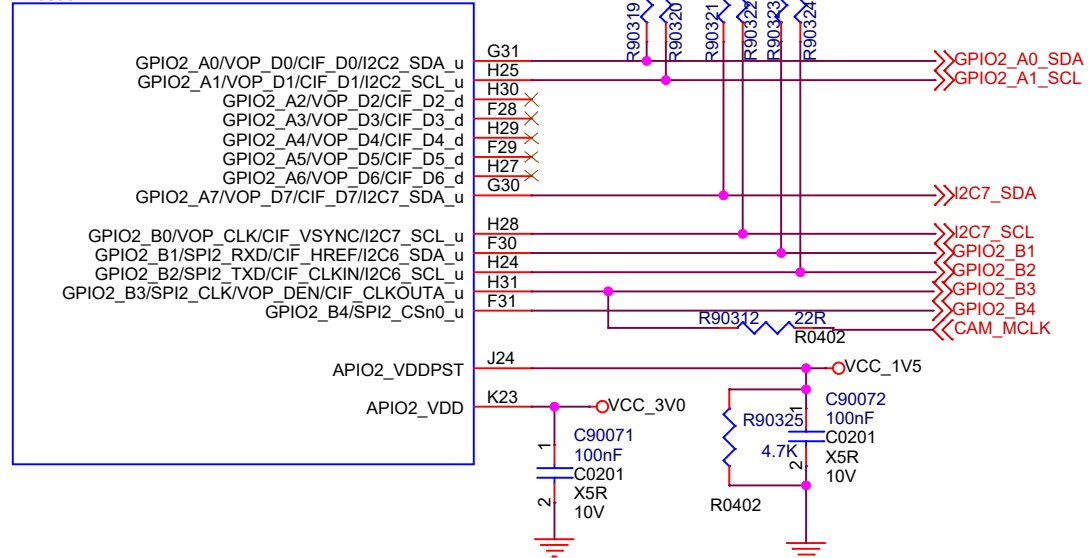 R90319
R90320
R90321
R90322
R90323
R90324
GPIO2_A0/VOP_D0/CIF_D0/I2C2_SDA_u G31 GPIO2_A0_SDA
GPIO2_A1/VOP_D1/CIF_D1/I2C2_SCL_u H25 GPIO2_A1_SCL
GPIO2_A2/VOP_D2/CIF_D2_d H30
GPIO2_A3/VOP_D3/CIF_D3_d F28
GPIO2_A4/VOP_D4/CIF_D4_d H29
GPIO2_A5/VOP_D5/CIF_D5_d F29
GPIO2_A6/VOP_D6/CIF_D6_d H27
GPIO2_A7/VOP_D7/CIF_D7/I2C7_SDA_u G30 I2C7_SDA
GPIO2_B0/VOP_CLK/CIF_VSYNC/I2C7_SCL_u H28 I2C7_SCL
GPIO2_B1/SPI2_RXD/CIF_HREF/I2C6_SDA_u F30 GPIO2_B1
GPIO2_B2/SPI2_TXD/CIF_CLKIN/I2C6_SCL_u H24 GPIO2_B2
GPIO2_B3/SPI2_CLK/VOP_DEN/CIF_CLKOUTA_u H31 GPIO2_B3
GPIO2_B4/SPI2_CSn0_u F31 GPIO2_B4
R90312 22R CAM_MCLK
R0402
APIO2_VDDPST J24 VCC_1V5
APIO2_VDD K23 VCC_3V0
C90071
100nF
C0201
X5R
10V
1
2
R90325
4.7K
R0402
C90072
100nF
C0201
X5R
10V
1
2